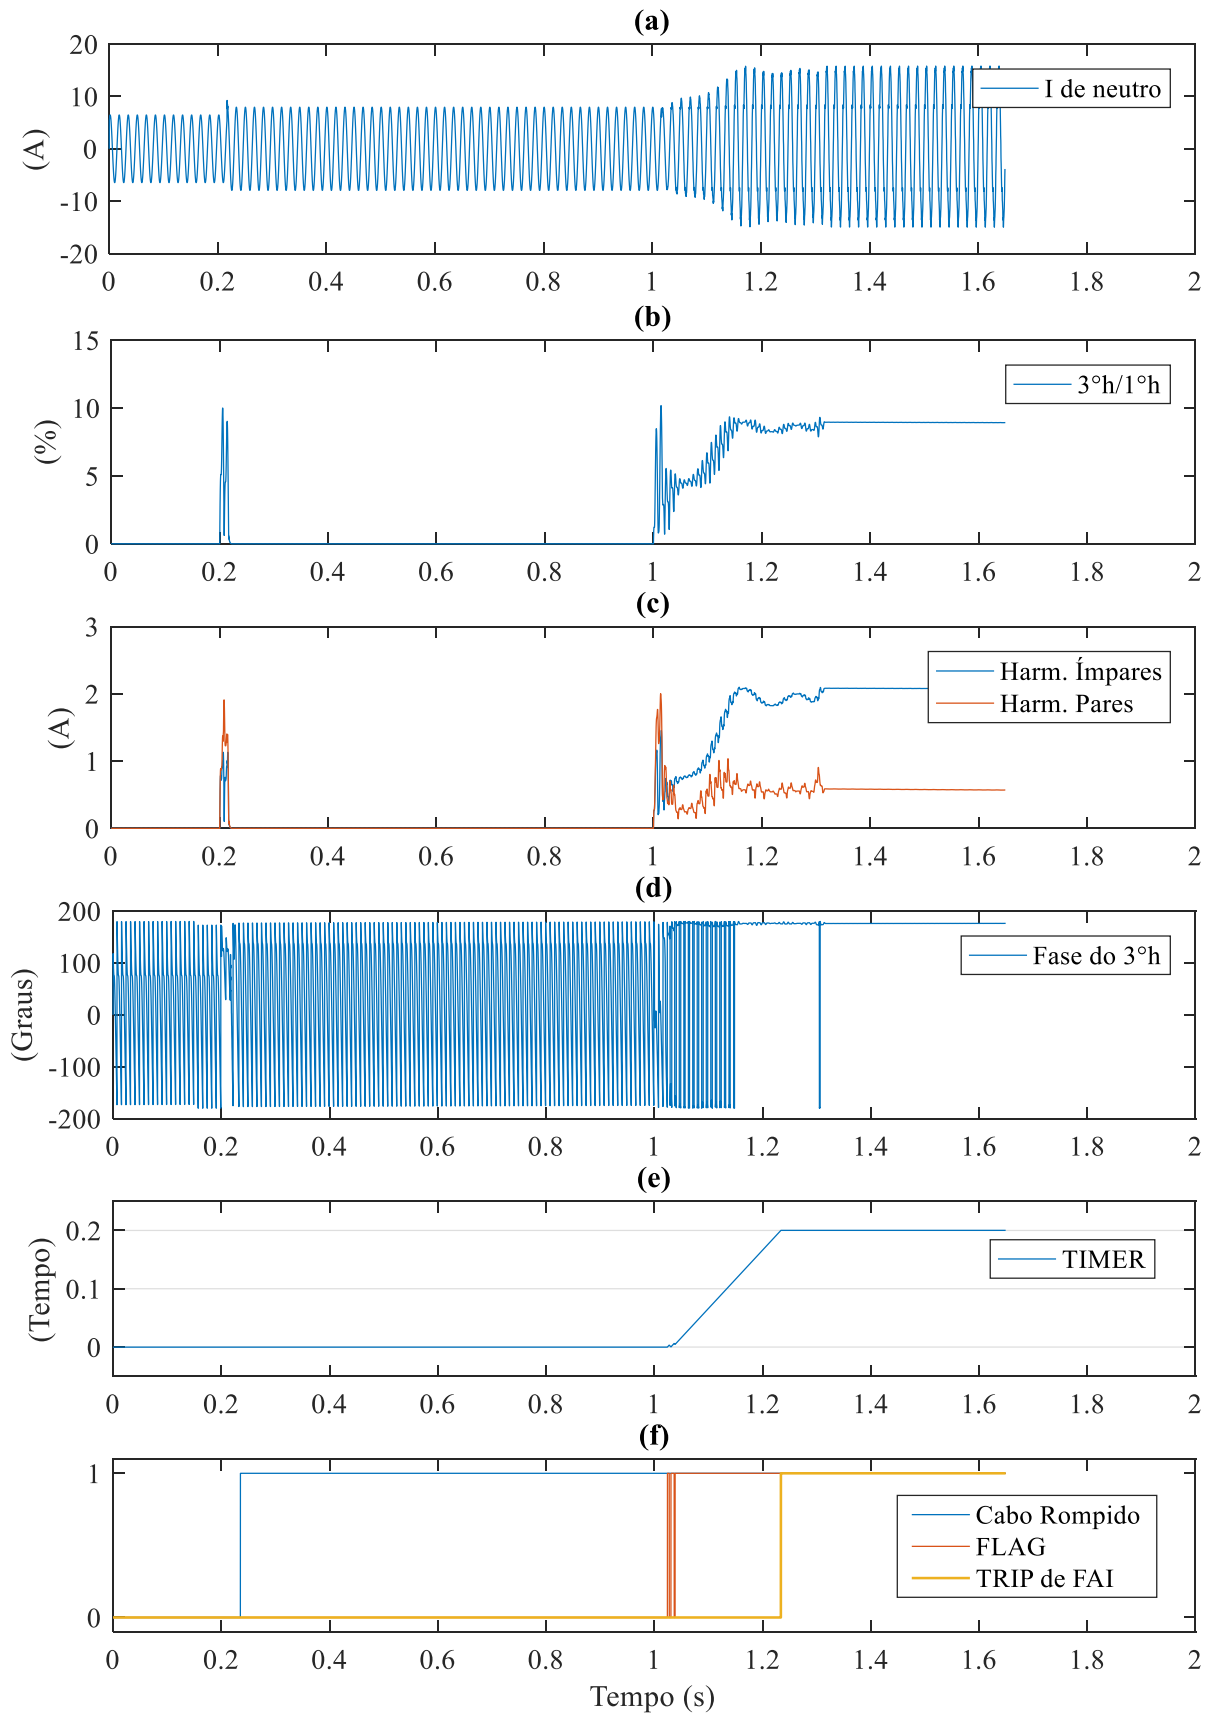 (a)
20
10
0
-10
-20
(A)
I de neutro
0 0.2 0.4 0.6 0.8 1 1.2 1.4 1.6 1.8 2
(b)
15
10
5
0
(%)
3°h/1°h
0 0.2 0.4 0.6 0.8 1 1.2 1.4 1.6 1.8 2
(c)
3
2
1
0
(A)
Harm. Ímpares
Harm. Pares
0 0.2 0.4 0.6 0.8 1 1.2 1.4 1.6 1.8 2
(d)
200
100
0
-100
-200
(Graus)
Fase do 3°h
0 0.2 0.4 0.6 0.8 1 1.2 1.4 1.6 1.8 2
(e)
0.2
0.1
0
(Tempo)
TIMER
0 0.2 0.4 0.6 0.8 1 1.2 1.4 1.6 1.8 2
(f)
1
0
Cabo Rompido
FLAG
TRIP de FAI
0 0.2 0.4 0.6 0.8 1 1.2 1.4 1.6 1.8 2
Tempo (s)